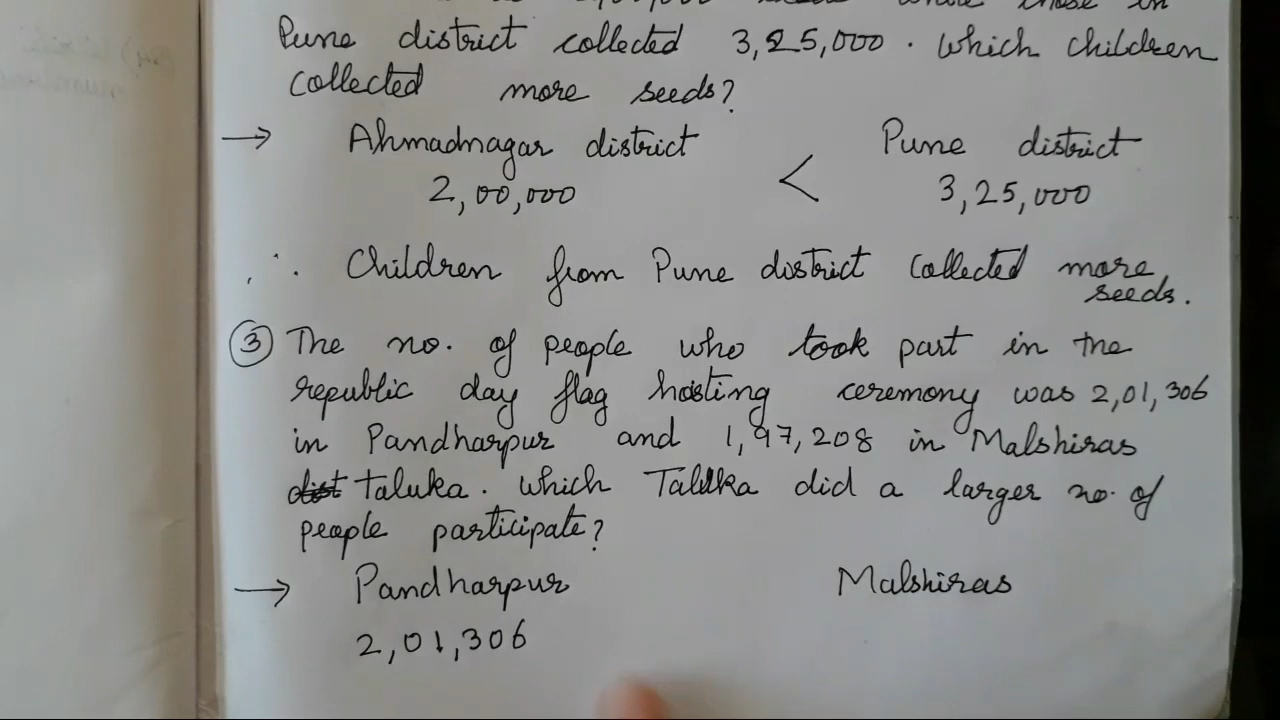 Pune district collected 3,25,000. Which children
collected more seeds?
→ Ahmadnagar district < Pune district
2,00,000 3,25,000
∴ Children from Pune district collected more
seeds.
③ The no. of people who took part in the
republic day flag hosting ceremony was 2,01,306
in Pandharpur and 1,97,208 in Malshiras
taluka. Which Taluka did a larger no. of
people participate?
→ Pandharpur Malshiras
2,01,306